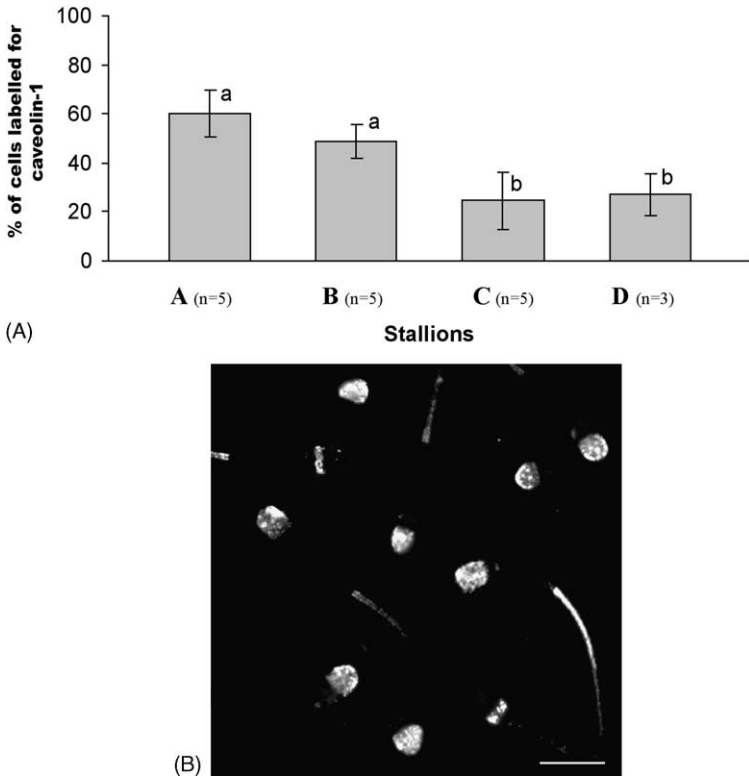 % of cells labelled for
caveolin-1
100
80
60
40
20
0
a
a
b
b
A (n=5) B (n=5) C (n=5) D (n=3)
(A)
Stallions
(B)